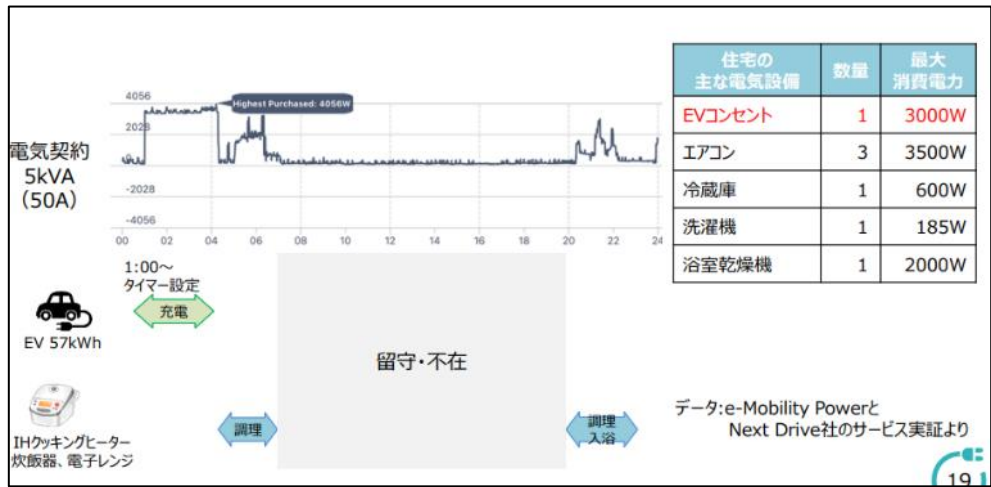 4056
Highest Purchased: 4056W
2028
0
-2028
-4056
00 02 04 06 08 10 12 14 16 18 20 22 24
電気契約
5kVA
(50A)
住宅の
主な電気設備 数量 最大
消費電力
EVコンセント 1 3000W
エアコン 3 3500W
冷蔵庫 1 600W
洗濯機 1 185W
浴室乾燥機 1 2000W
1:00～
タイマー設定
充電
EV 57kWh
留守・不在
調理
調理
入浴
IHクッキングヒーター
炊飯器、電子レンジ
データ:e-Mobility Powerと
Next Drive社のサービス実証より
19